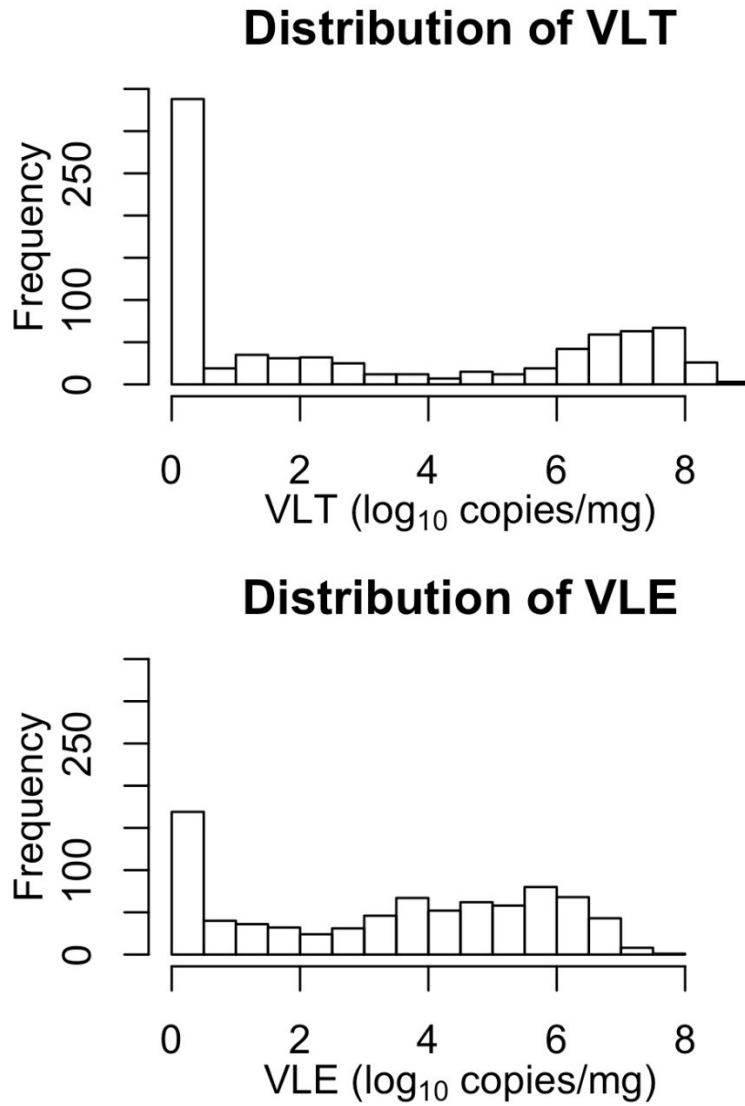 Distribution of VLT
Frequency
0 100 250
0 2 4 6 8
VLT (log₁₀ copies/mg)
Distribution of VLE
Frequency
0 100 250
0 2 4 6 8
VLE (log₁₀ copies/mg)